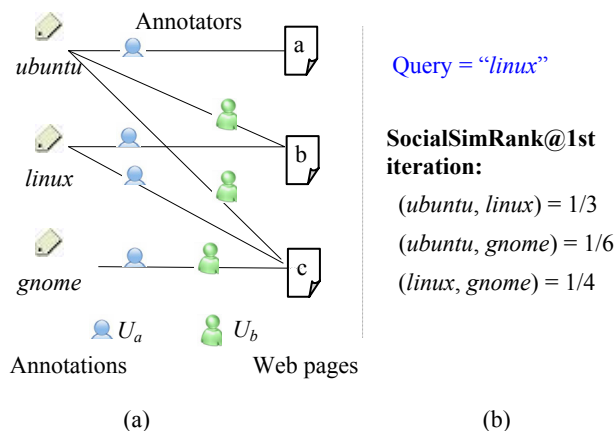 Annotators
ubuntu
a
linux
b
gnome
c
Ua
Ub
Annotations
Web pages
(a)
Query = “linux”
SocialSimRank@1st
iteration:
(ubuntu, linux) = 1/3
(ubuntu, gnome) = 1/6
(linux, gnome) = 1/4
(b)